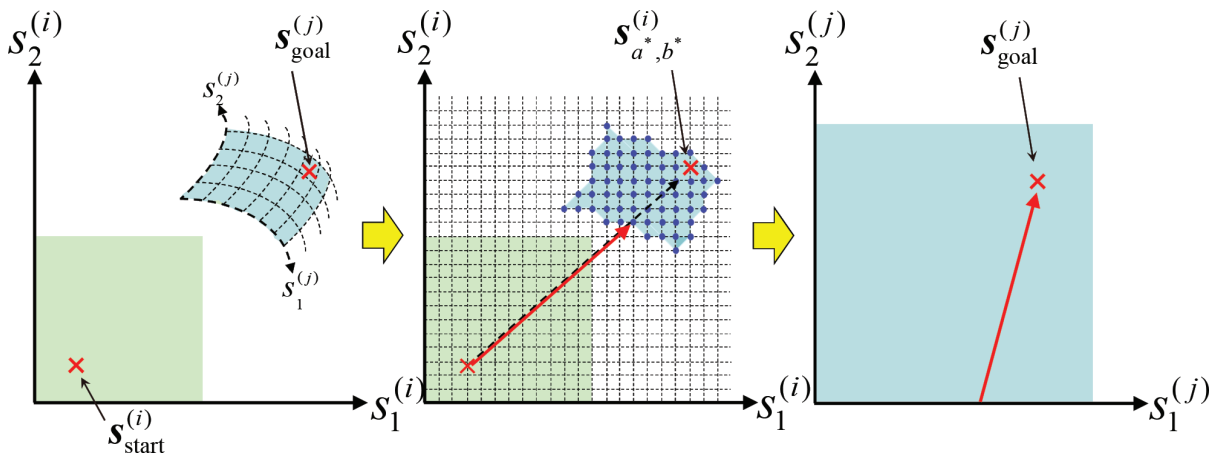 s₂⁽ⁱ⁾
s_goal⁽ʲ⁾
s₂⁽ʲ⁾
s₁⁽ʲ⁾
s₁⁽ⁱ⁾
s_start⁽ⁱ⁾
s₂⁽ⁱ⁾
s_a*,b*⁽ⁱ⁾
s₁⁽ⁱ⁾
s₂⁽ʲ⁾
s_goal⁽ʲ⁾
s₁⁽ʲ⁾